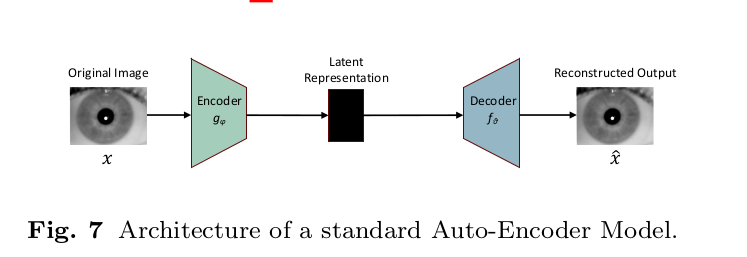 Original Image
Latent
Representation
Reconstructed Output
Encoder
gφ
Decoder
fϑ
x
x̂
Fig. 7 Architecture of a standard Auto-Encoder Model.